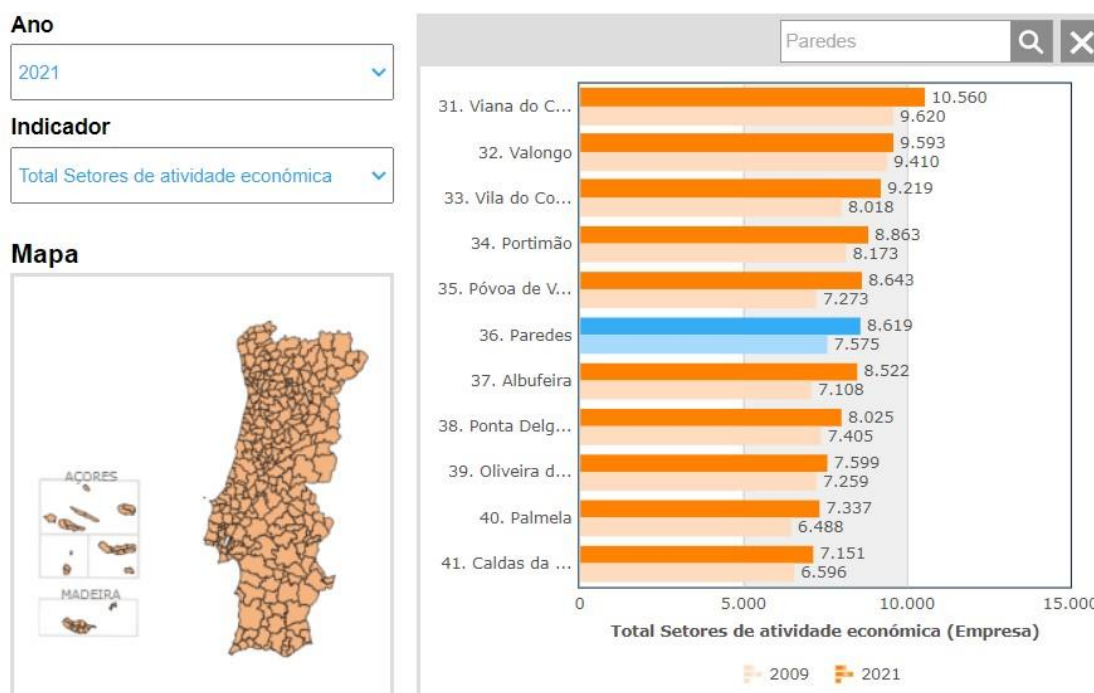 Ano
2021
Indicador
Total Setores de atividade económica
Mapa
AÇORES
MADEIRA
Paredes
31. Viana do C...
10.560
9.620
32. Valongo
9.593
9.410
33. Vila do Co...
9.219
8.018
34. Portimão
8.863
8.173
35. Póvoa de V...
8.643
7.273
36. Paredes
8.619
7.575
37. Albufeira
8.522
7.108
38. Ponta Delg...
8.025
7.405
39. Oliveira d...
7.599
7.259
40. Palmela
7.337
6.488
41. Caldas da ...
7.151
6.596
0 5.000 10.000 15.000
Total Setores de atividade económica (Empresa)
2009 2021